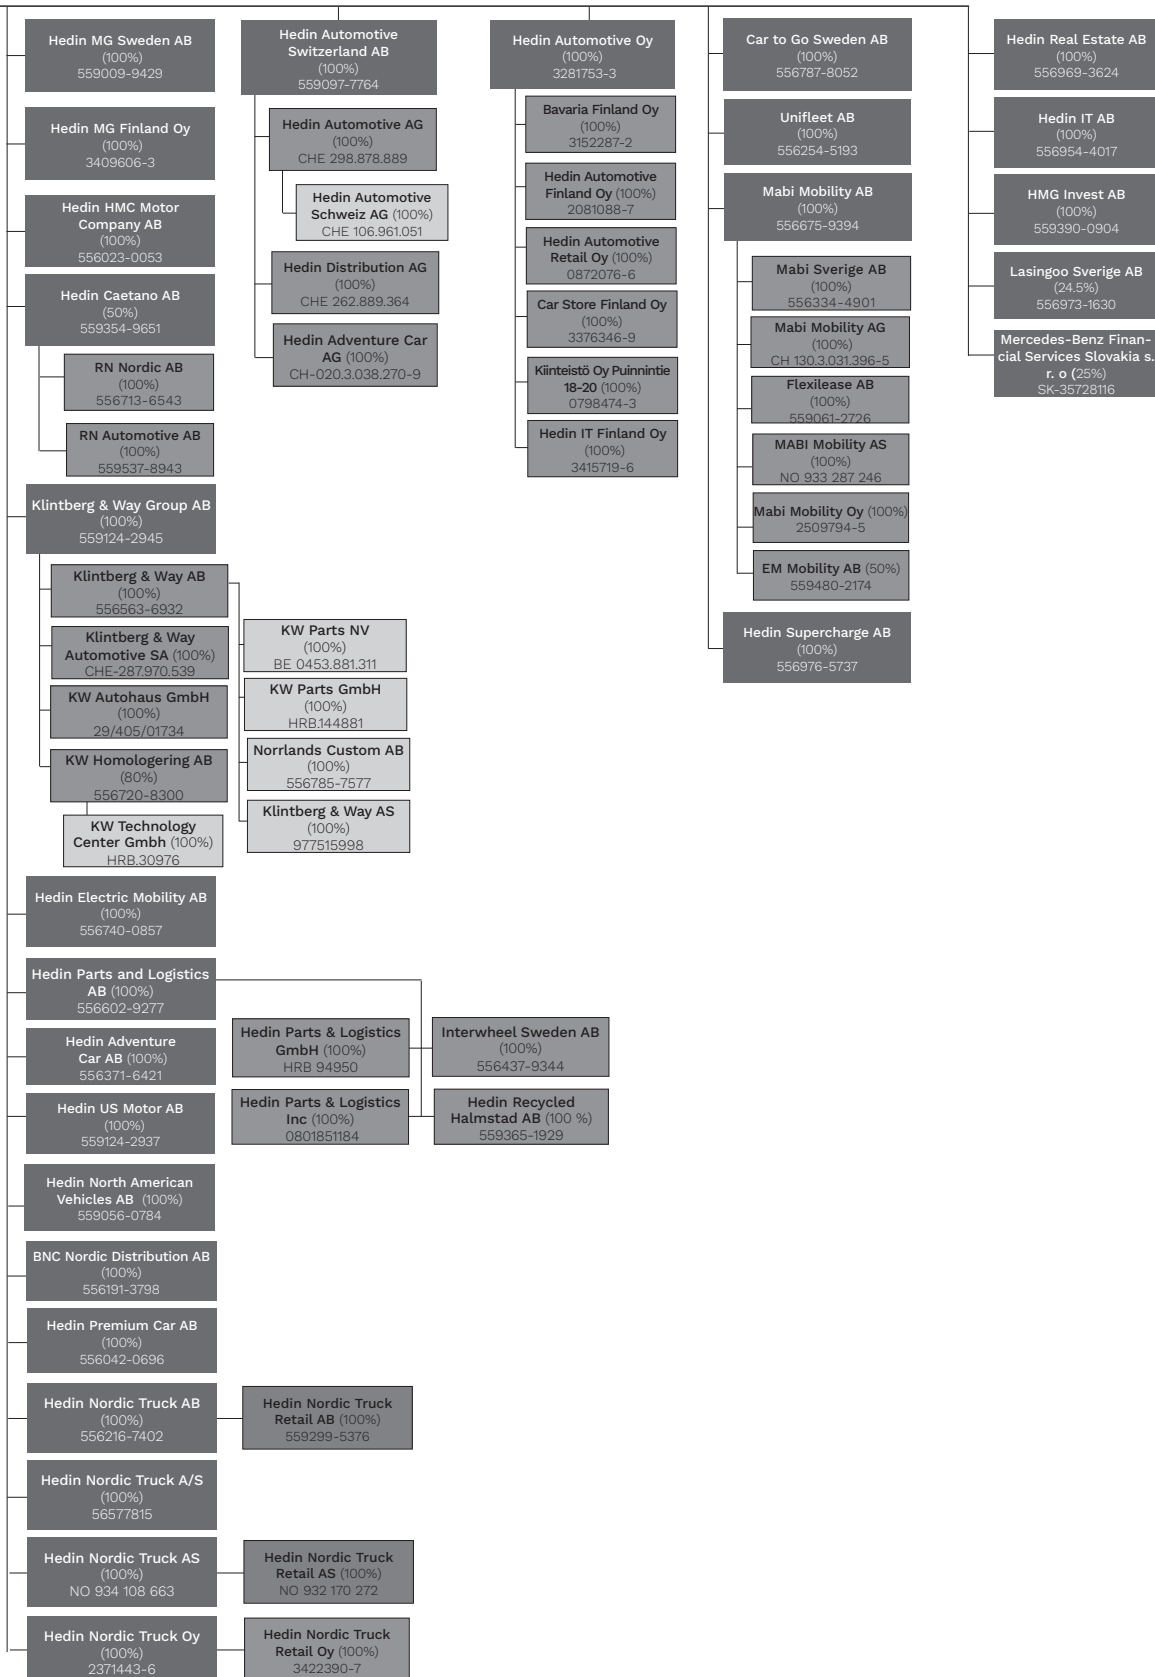 Hedin MG Sweden AB
(100%)
559009-9429
Hedin MG Finland Oy
(100%)
3409606-3
Hedin HMC Motor
Company AB
(100%)
556023-0053
Hedin Caetano AB
(50%)
559354-9651
RN Nordic AB
(100%)
556713-6543
RN Automotive AB
(100%)
559537-8943
Klintberg & Way Group AB
(100%)
559124-2945
Klintberg & Way AB
(100%)
556563-6932
Klintberg & Way
Automotive SA (100%)
CHE-287.970.539
KW Autohaus GmbH
(100%)
29/405/01734
KW Homologering AB
(80%)
556720-8300
KW Technology
Center Gmbh (100%)
HRB.30976
KW Parts NV
(100%)
BE 0453.881.311
KW Parts GmbH
(100%)
HRB.144881
Norrlands Custom AB
(100%)
556785-7577
Klintberg & Way AS
(100%)
977515998
Hedin Electric Mobility AB
(100%)
556740-0857
Hedin Parts and Logistics
AB (100%)
556602-9277
Hedin Parts & Logistics
GmbH (100%)
HRB 94950
Interwheel Sweden AB
(100%)
556437-9344
Hedin Parts & Logistics
Inc (100%)
0801851184
Hedin Recycled
Halmstad AB (100 %)
559365-1929
Hedin Adventure
Car AB (100%)
556371-6421
Hedin US Motor AB
(100%)
559124-2937
Hedin North American
Vehicles AB (100%)
559056-0784
BNC Nordic Distribution AB
(100%)
556191-3798
Hedin Premium Car AB
(100%)
556042-0696
Hedin Nordic Truck AB
(100%)
556216-7402
Hedin Nordic Truck
Retail AB (100%)
559299-5376
Hedin Nordic Truck A/S
(100%)
56577815
Hedin Nordic Truck AS
(100%)
NO 934 108 663
Hedin Nordic Truck
Retail AS (100%)
NO 932 170 272
Hedin Nordic Truck Oy
(100%)
2371443-6
Hedin Nordic Truck
Retail Oy (100%)
3422390-7
Hedin Automotive
Switzerland AB
(100%)
559097-7764
Hedin Automotive AG
(100%)
CHE 298.878.889
Hedin Automotive
Schweiz AG (100%)
CHE 106.961.051
Hedin Distribution AG
(100%)
CHE 262.889.364
Hedin Adventure Car
AG (100%)
CH-020.3.038.270-9
Hedin Automotive Oy
(100%)
3281753-3
Bavaria Finland Oy
(100%)
3152287-2
Hedin Automotive
Finland Oy (100%)
2081088-7
Hedin Automotive
Retail Oy (100%)
0872076-6
Car Store Finland Oy
(100%)
3376346-9
Kiinteistö Oy Puinnintie
18-20 (100%)
0798474-3
Hedin IT Finland Oy
(100%)
3415719-6
Car to Go Sweden AB
(100%)
556787-8052
Unifleet AB
(100%)
556254-5193
Mabi Mobility AB
(100%)
556675-9394
Mabi Sverige AB
(100%)
556334-4901
Mabi Mobility AG
(100%)
CH 130.3.031.396-5
Flexilease AB
(100%)
559061-2726
MABI Mobility AS
(100%)
NO 933 287 246
Mabi Mobility Oy (100%)
2509794-5
EM Mobility AB (50%)
559480-2174
Hedin Supercharge AB
(100%)
556976-5737
Hedin Real Estate AB
(100%)
556969-3624
Hedin IT AB
(100%)
556954-4017
HMG Invest AB
(100%)
559390-0904
Lasingoo Sverige AB
(24.5%)
556973-1630
Mercedes-Benz Finan-
cial Services Slovakia s.
r. o (25%)
SK-35728116